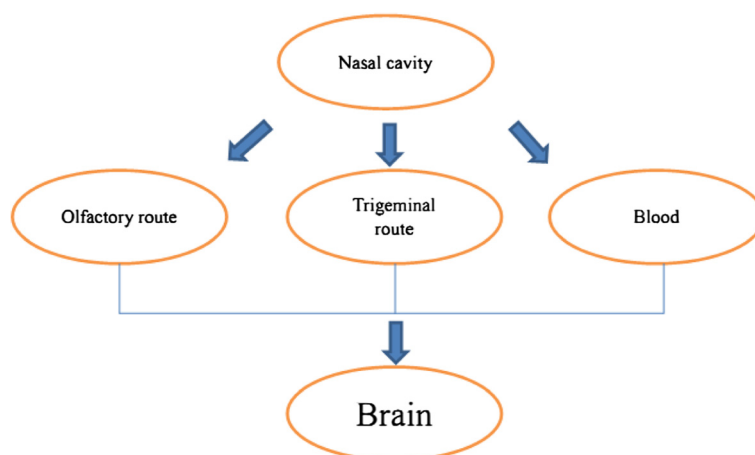 Nasal cavity
Olfactory route
Trigeminal
route
Blood
Brain